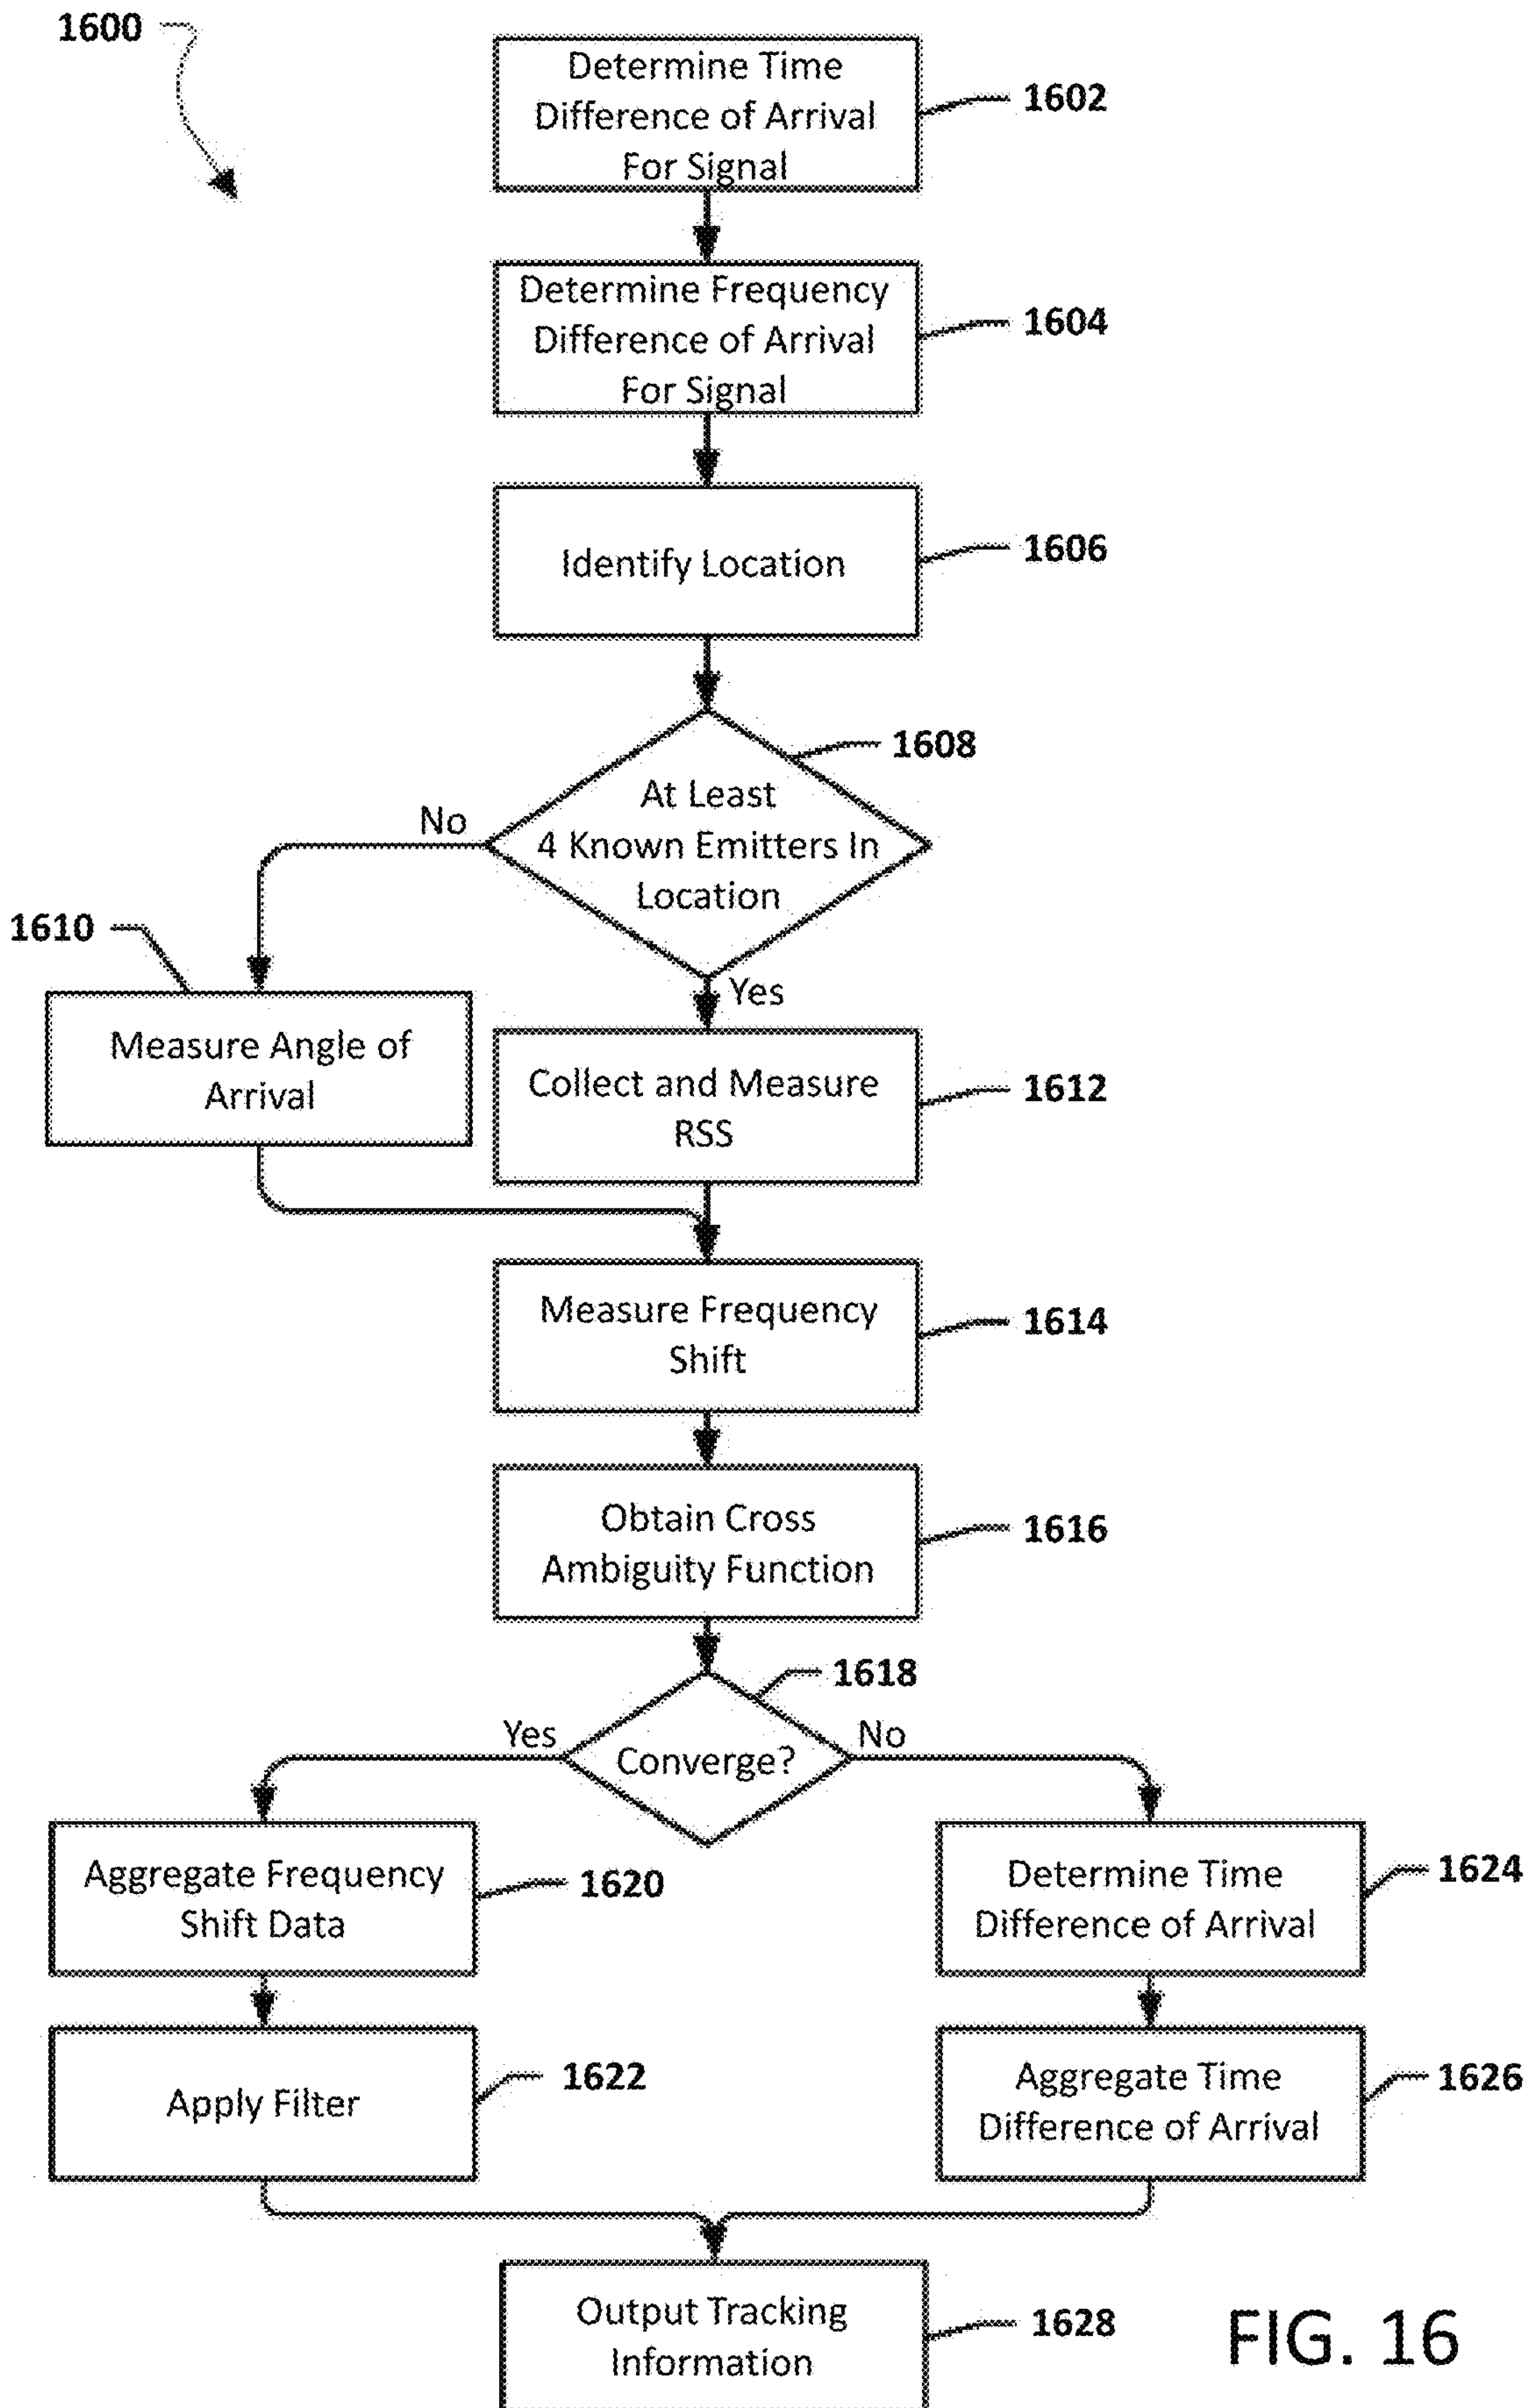 1600
Determine Time
Difference of Arrival
For Signal
1602
Determine Frequency
Difference of Arrival
For Signal
1604
Identify Location
1606
1608
At Least
4 Known Emitters In
Location
No
Yes
1610
Measure Angle of
Arrival
Collect and Measure
RSS
1612
Measure Frequency
Shift
1614
Obtain Cross
Ambiguity Function
1616
1618
Converge?
Yes
No
Aggregate Frequency
Shift Data
1620
Determine Time
Difference of Arrival
1624
Apply Filter
1622
Aggregate Time
Difference of Arrival
1626
Output Tracking
Information
1628
FIG. 16